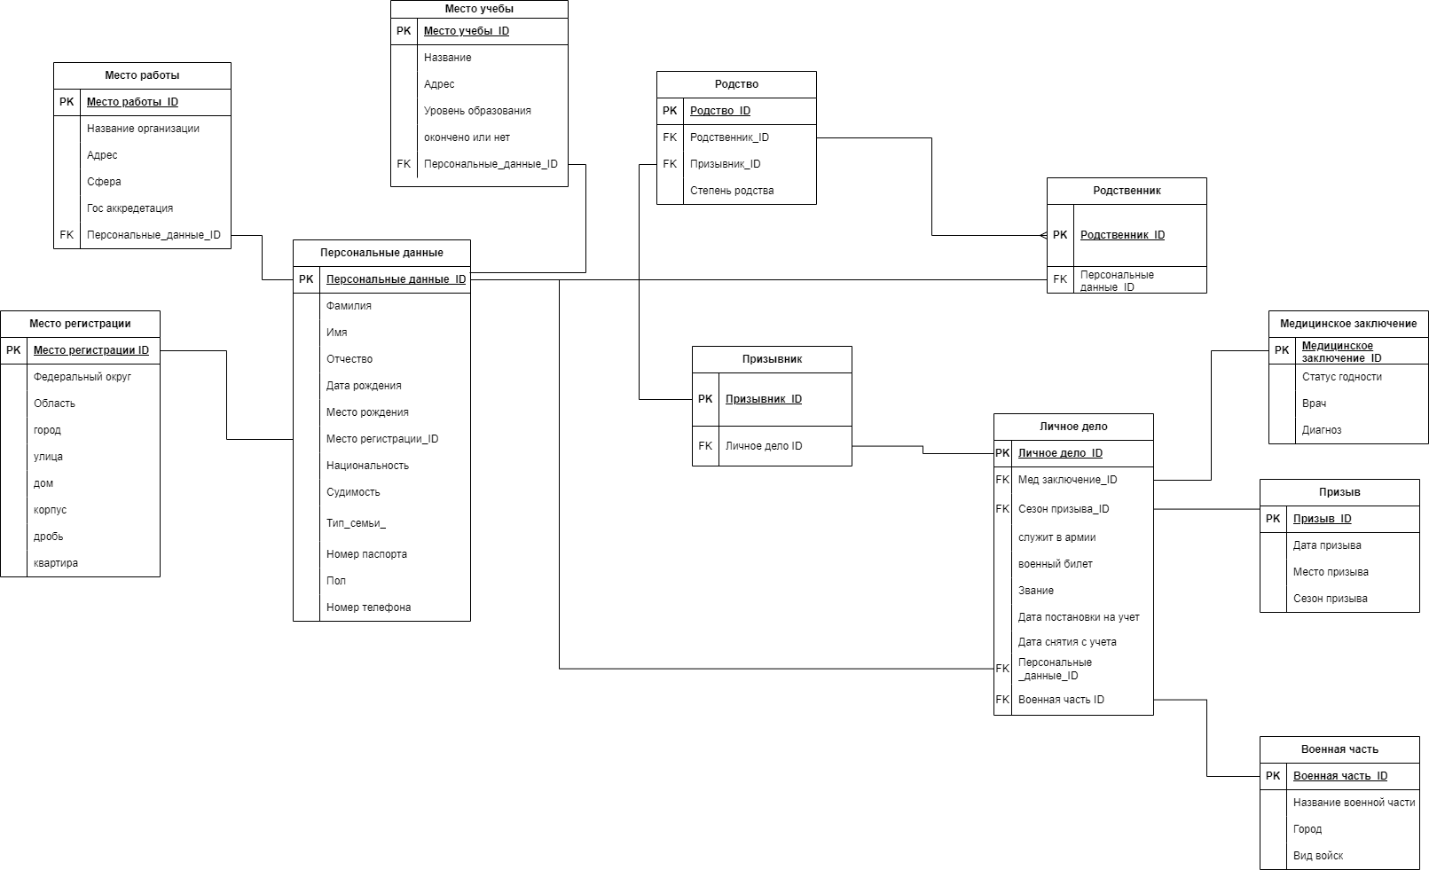 Место учебы
PK Место учебы_ID
Название
Адрес
Уровень образования
окончено или нет
FK Персональные_данные_ID
Место работы
PK Место работы_ID
Название организации
Адрес
Сфера
Гос аккредетация
FK Персональные_данные_ID
Родство
PK Родство_ID
FK Родственник_ID
FK Призывник_ID
Степень родства
Родственник
PK Родственник_ID
FK Персональные
данные_ID
Персональные данные
PK Персональные данные_ID
Фамилия
Имя
Отчество
Дата рождения
Место рождения
Место регистрации_ID
Национальность
Судимость
Тип_семьи_
Номер паспорта
Пол
Номер телефона
Место регистрации
PK Место регистрации ID
Федеральный округ
Область
город
улица
дом
корпус
дробь
квартира
Призывник
PK Призывник_ID
FK Личное дело ID
Личное дело
PK Личное дело_ID
FK Мед заключение_ID
FK Сезон призыва_ID
служит в армии
военный билет
Звание
Дата постановки на учет
Дата снятия с учета
FK Персональные
_данные_ID
FK Военная часть ID
Медицинское заключение
PK Медицинское
заключение_ID
Статус годности
Врач
Диагноз
Призыв
PK Призыв_ID
Дата призыва
Место призыва
Сезон призыва
Военная часть
PK Военная часть_ID
Название военной части
Город
Вид войск